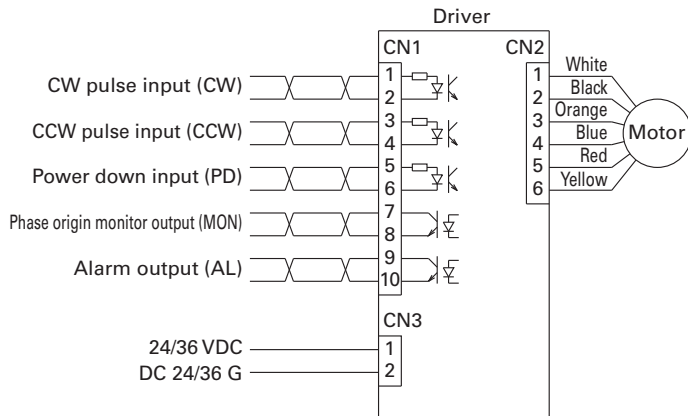 Driver
CN1
CN2
CW pulse input (CW)
1
2
CCW pulse input (CCW)
3
4
Power down input (PD)
5
6
Phase origin monitor output (MON)
7
8
Alarm output (AL)
9
10
1 White
2 Black
3 Orange
4 Blue
5 Red
6 Yellow
Motor
CN3
24/36 VDC 1
DC 24/36 G 2